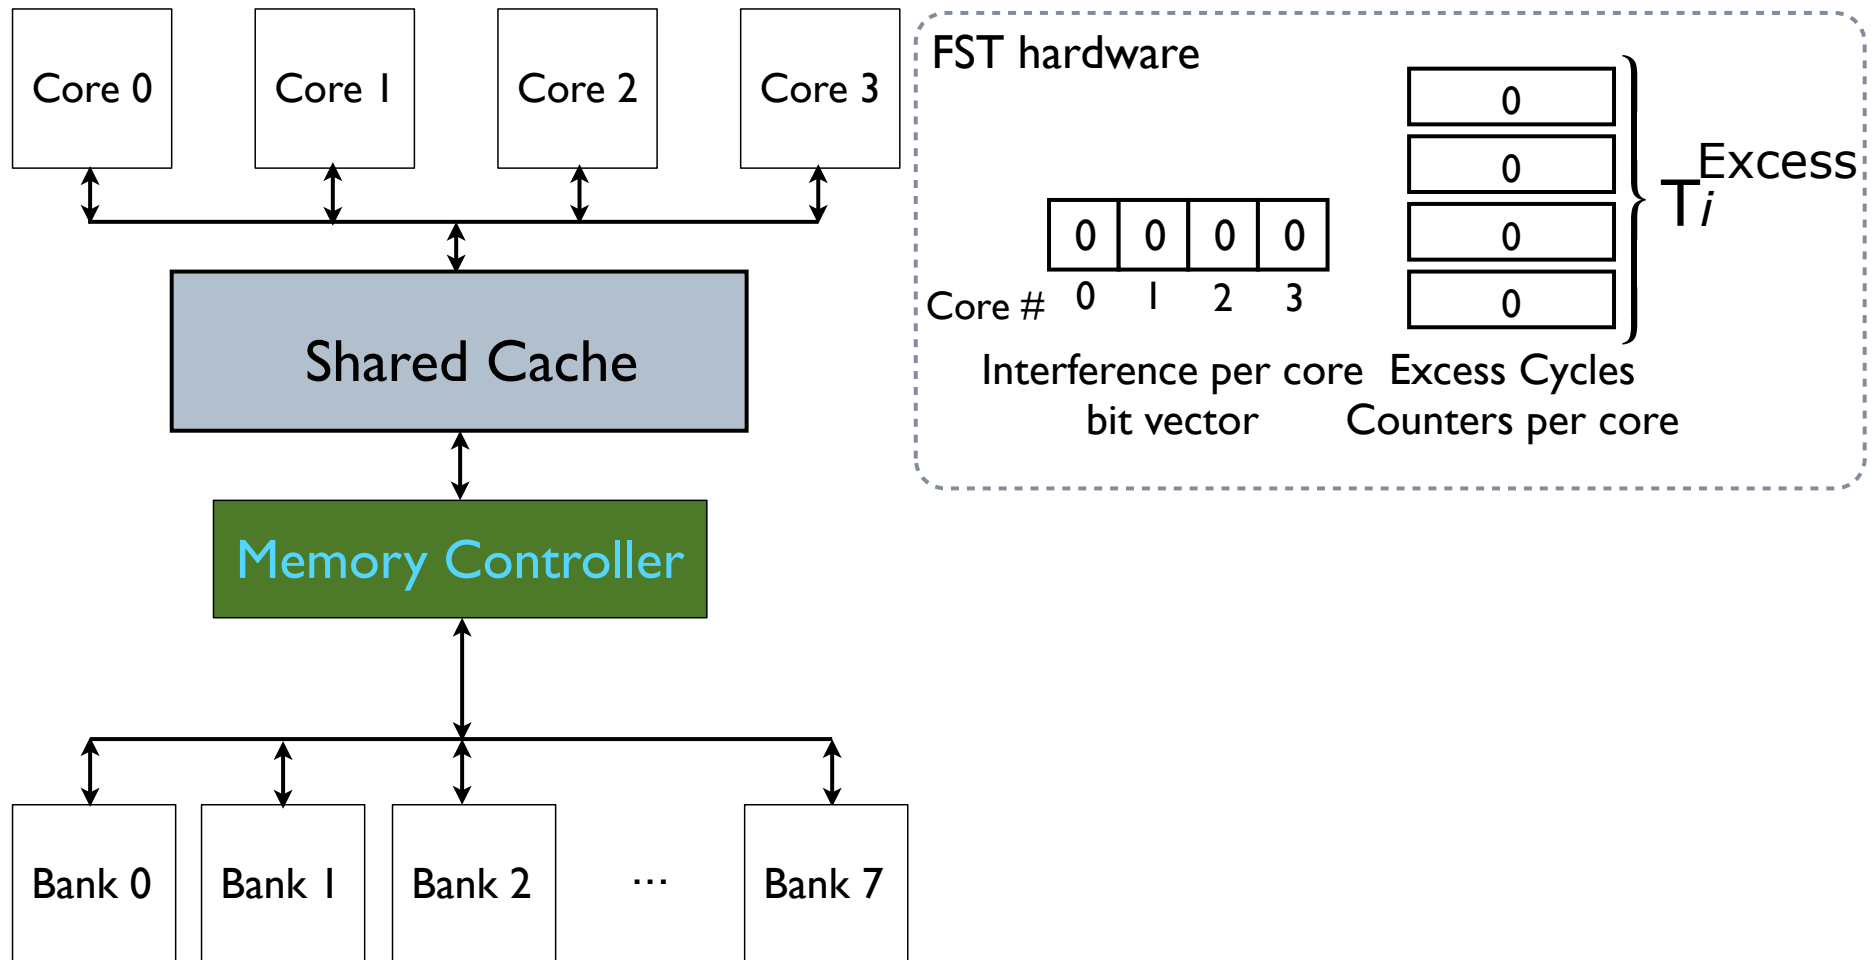 Core 0
Core 1
Core 2
Core 3
FST hardware
0
0
0
0
T i Excess
0 0 0 0
Core # 0 1 2 3
Interference per core
bit vector
Excess Cycles
Counters per core
Shared Cache
Memory Controller
Bank 0
Bank 1
Bank 2
...
Bank 7